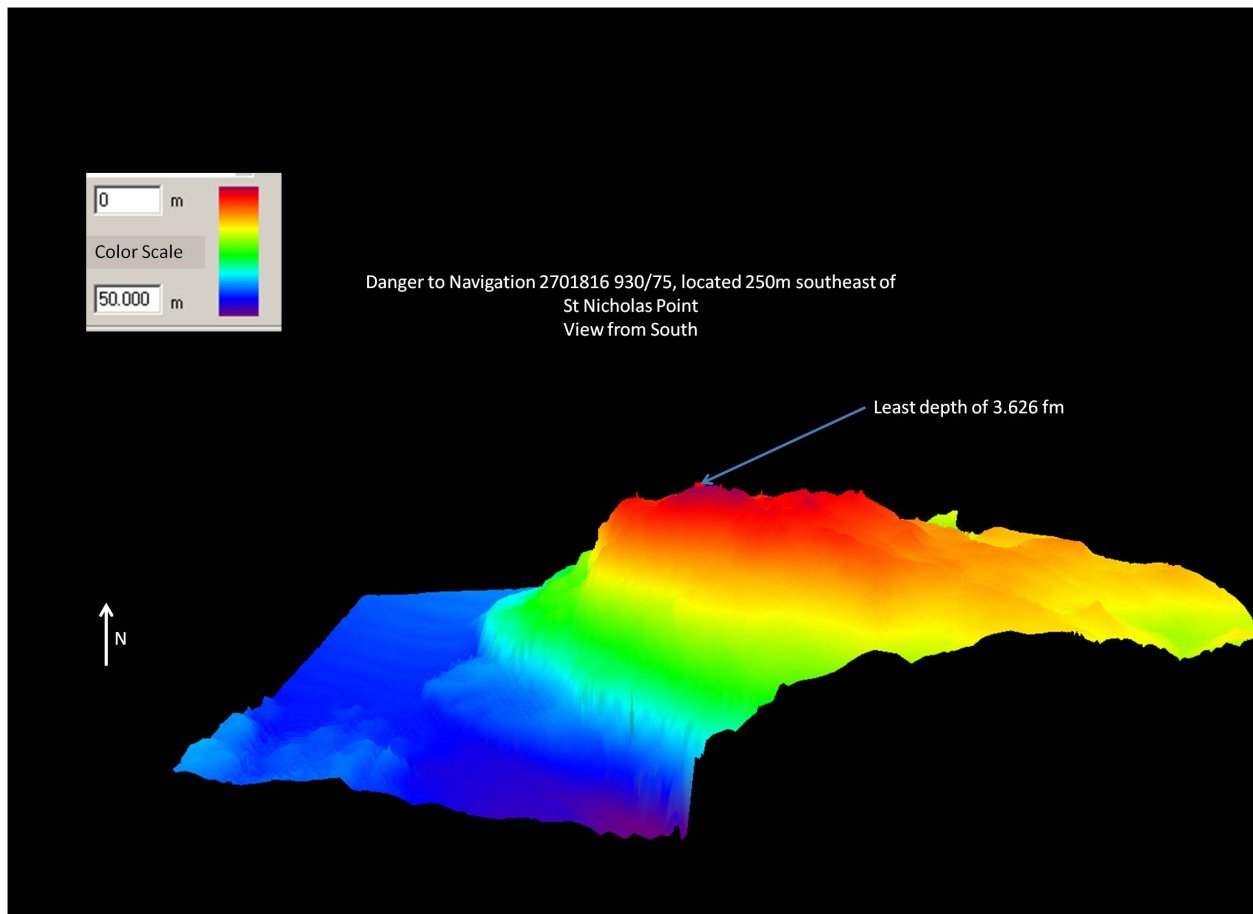 0 m
Color Scale
50.000 m
Danger to Navigation 2701816 930/75, located 250m southeast of
St Nicholas Point
View from South
Least depth of 3.626 fm
N